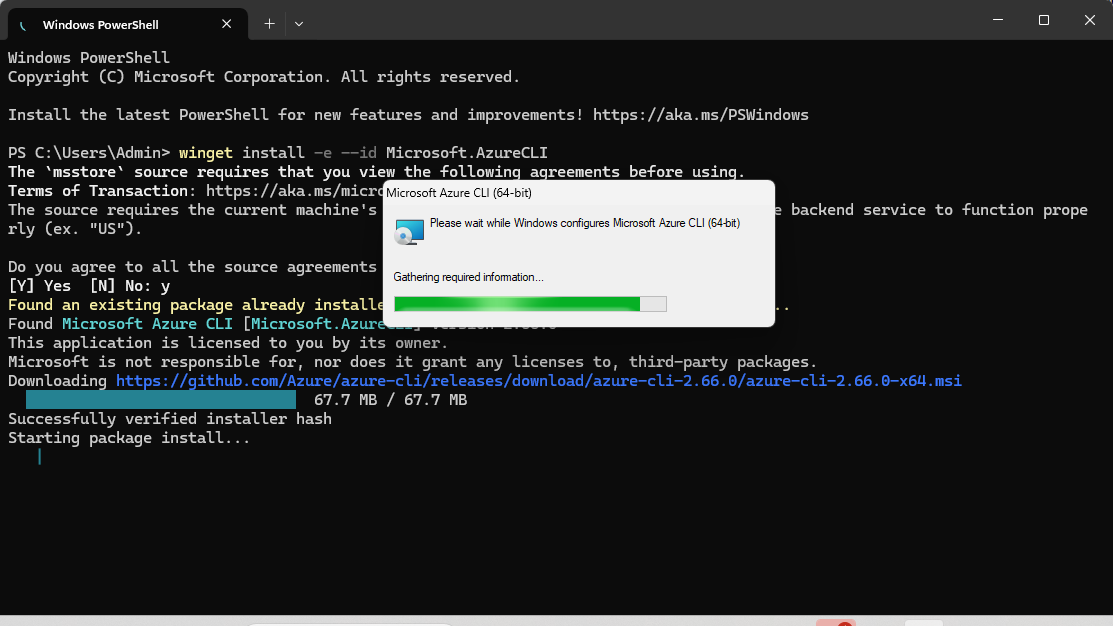 Windows PowerShell
Windows PowerShell
Copyright (C) Microsoft Corporation. All rights reserved.
Install the latest PowerShell for new features and improvements! https://aka.ms/PSWindows
PS C:\Users\Admin> winget install -e --id Microsoft.AzureCLI
The `msstore` source requires that you view the following agreements before using.
Terms of Transaction: https://aka.ms/micro
The source requires the current machine's
e backend service to function prope
rly (ex. "US").
Do you agree to all the source agreements
[Y] Yes  [N] No: y
Found an existing package already installe
..
Found Microsoft Azure CLI [Microsoft.AzureCLI]
This application is licensed to you by its owner.
Microsoft is not responsible for, nor does it grant any licenses to, third-party packages.
Downloading https://github.com/Azure/azure-cli/releases/download/azure-cli-2.66.0/azure-cli-2.66.0-x64.msi
67.7 MB / 67.7 MB
Successfully verified installer hash
Starting package install...
Microsoft Azure CLI (64-bit)
Please wait while Windows configures Microsoft Azure CLI (64-bit)
Gathering required information...